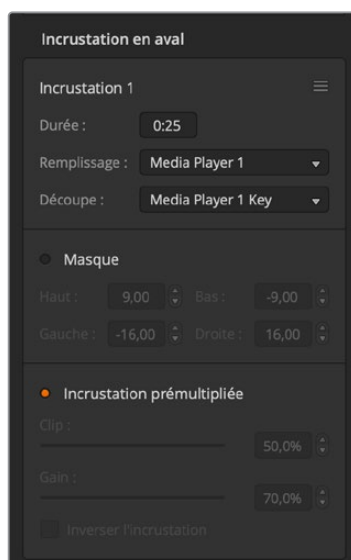 Incrustation en aval
Incrustation 1
Durée : 0:25
Remplissage : Media Player 1
Découpe : Media Player 1 Key
Masque
Haut : 9,00 Bas : -9,00
Gauche : -16,00 Droite : 16,00
Incrustation prémultipliée
Clip :
50,0%
Gain :
70,0%
Inverser l'incrustation